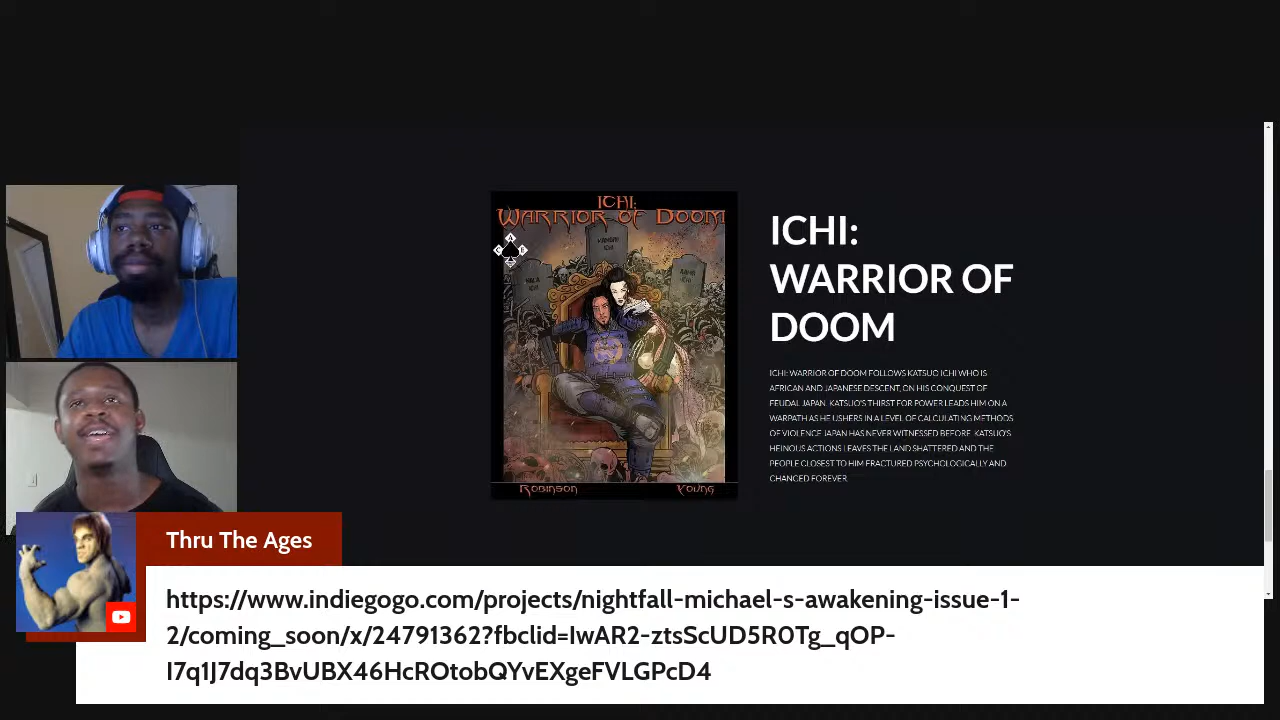 ICHI:
WARRIOR OF DOOM
ROBINSON
YOUNG
ICHI:
WARRIOR OF
DOOM
ICHI: WARRIOR OF DOOM FOLLOWS KATSUO ICHI WHO IS
AFRICAN AND JAPANESE DESCENT, ON HIS CONQUEST OF
FEUDAL JAPAN. KATSUO'S THIRST FOR POWER LEADS HIM ON A
WARPATH AS HE USHERS IN A LEVEL OF CALCULATING METHODS
OF VIOLENCE JAPAN HAS NEVER WITNESSED BEFORE. KATSUO'S
HEINOUS ACTIONS LEAVES THE LAND SHATTERED AND THE
PEOPLE CLOSEST TO HIM FRACTURED PSYCHOLOGICALLY AND
CHANGED FOREVER.
Thru The Ages
https://www.indiegogo.com/projects/nightfall-michael-s-awakening-issue-1-
2/coming_soon/x/24791362?fbclid=IwAR2-ztsScUD5R0Tg_qOP-
I7q1J7dq3BvUBX46HcROtobQYvEXgeFVLGPcD4